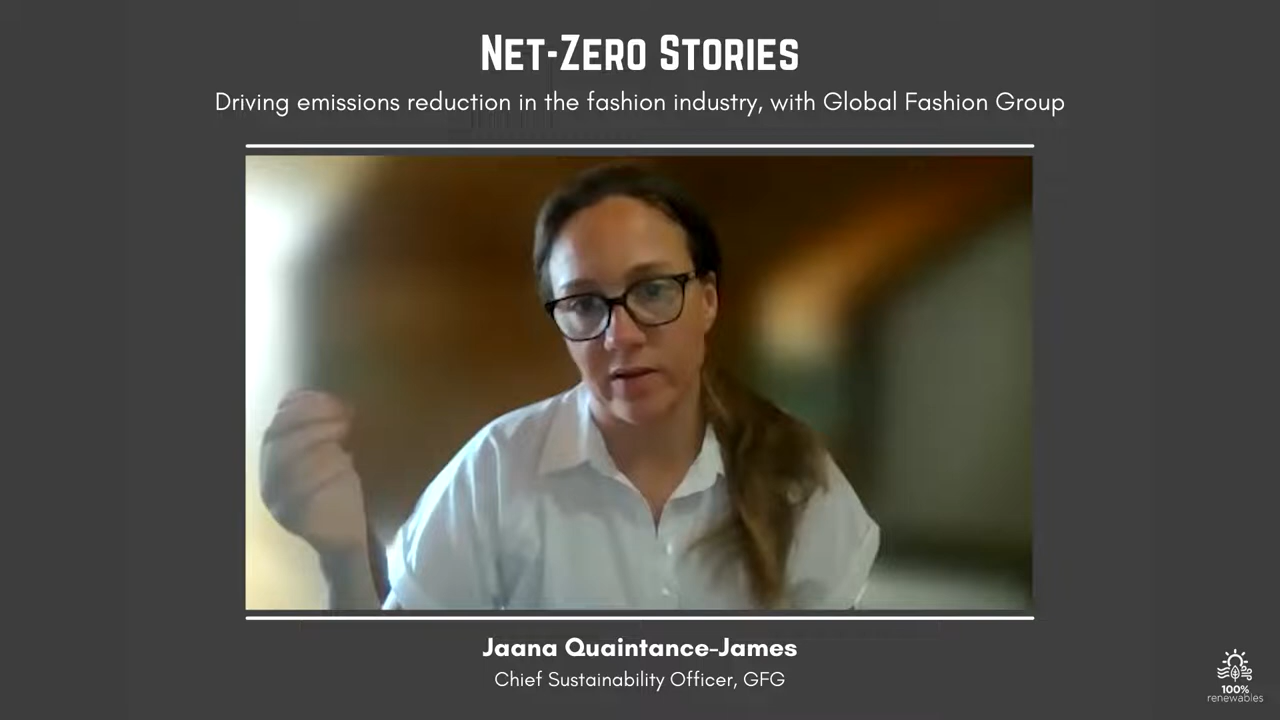 Net-Zero Stories
Driving emissions reduction in the fashion industry, with Global Fashion Group
Jaana Quaintance-James
Chief Sustainability Officer, GFG
100%
renewables